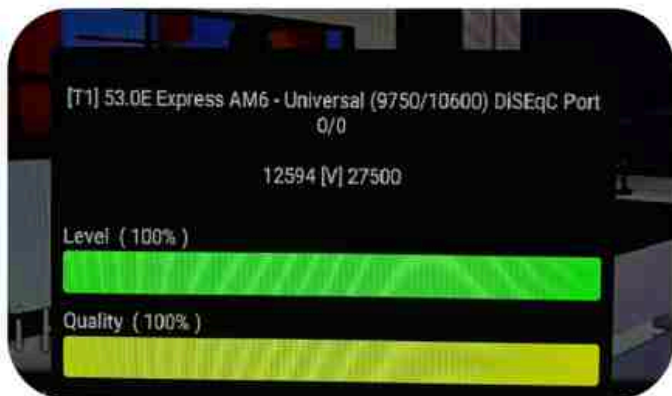 [T1] 53.0E Express AM6 - Universal (9750/10600) DiSEqC Port
0/0
12594 [V] 27500
Level ( 100% )
Quality ( 100% )